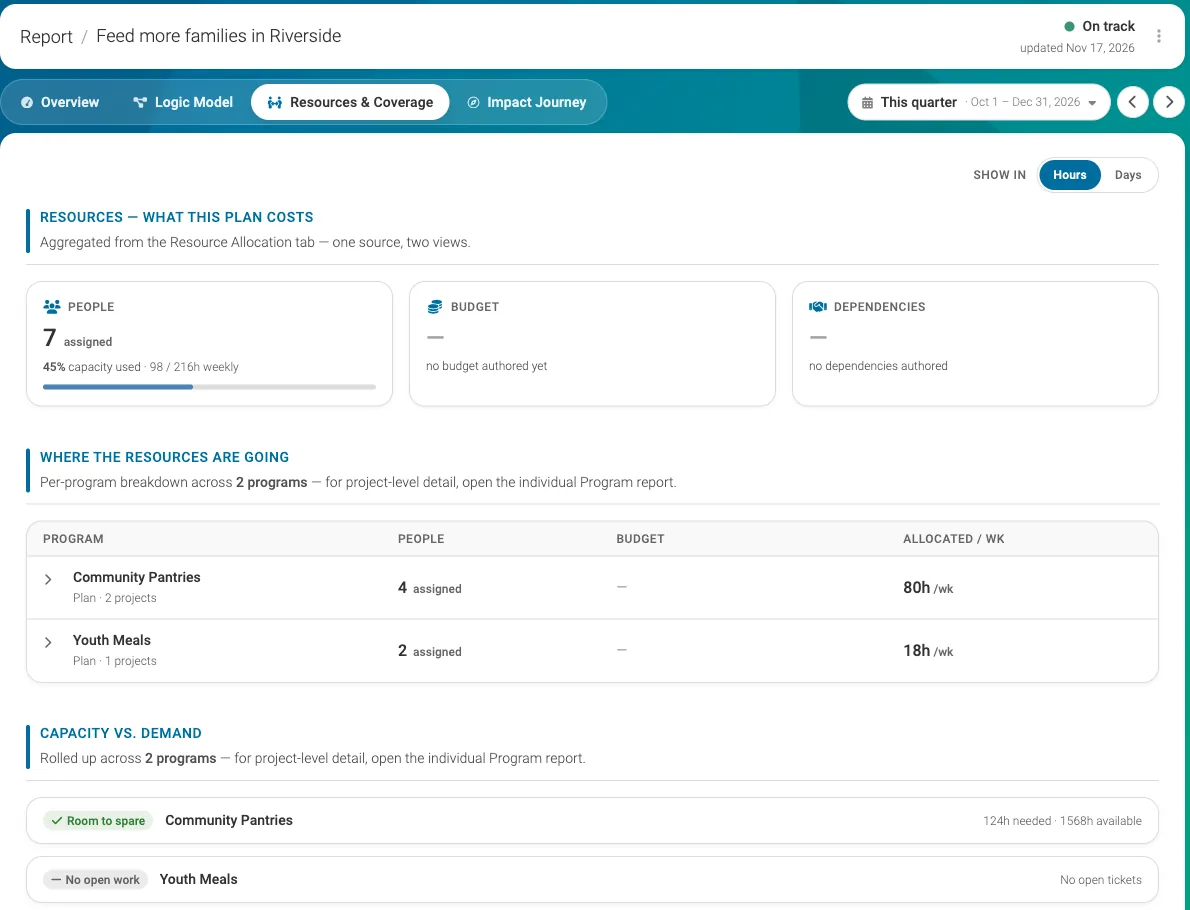 Report / Feed more families in Riverside
On track
updated Nov 17, 2026
Overview
Logic Model
Resources & Coverage
Impact Journey
This quarter · Oct 1 – Dec 31, 2026
SHOW IN
Hours
Days
RESOURCES — WHAT THIS PLAN COSTS
Aggregated from the Resource Allocation tab — one source, two views.
PEOPLE
7 assigned
45% capacity used · 98 / 216h weekly
BUDGET
—
no budget authored yet
DEPENDENCIES
—
no dependencies authored
WHERE THE RESOURCES ARE GOING
Per-program breakdown across 2 programs — for project-level detail, open the individual Program report.
PROGRAM PEOPLE BUDGET ALLOCATED / WK
Community Pantries
Plan · 2 projects
4 assigned
—
80h /wk
Youth Meals
Plan · 1 projects
2 assigned
—
18h /wk
CAPACITY VS. DEMAND
Rolled up across 2 programs — for project-level detail, open the individual Program report.
Room to spare Community Pantries 124h needed · 1568h available
— No open work Youth Meals No open tickets